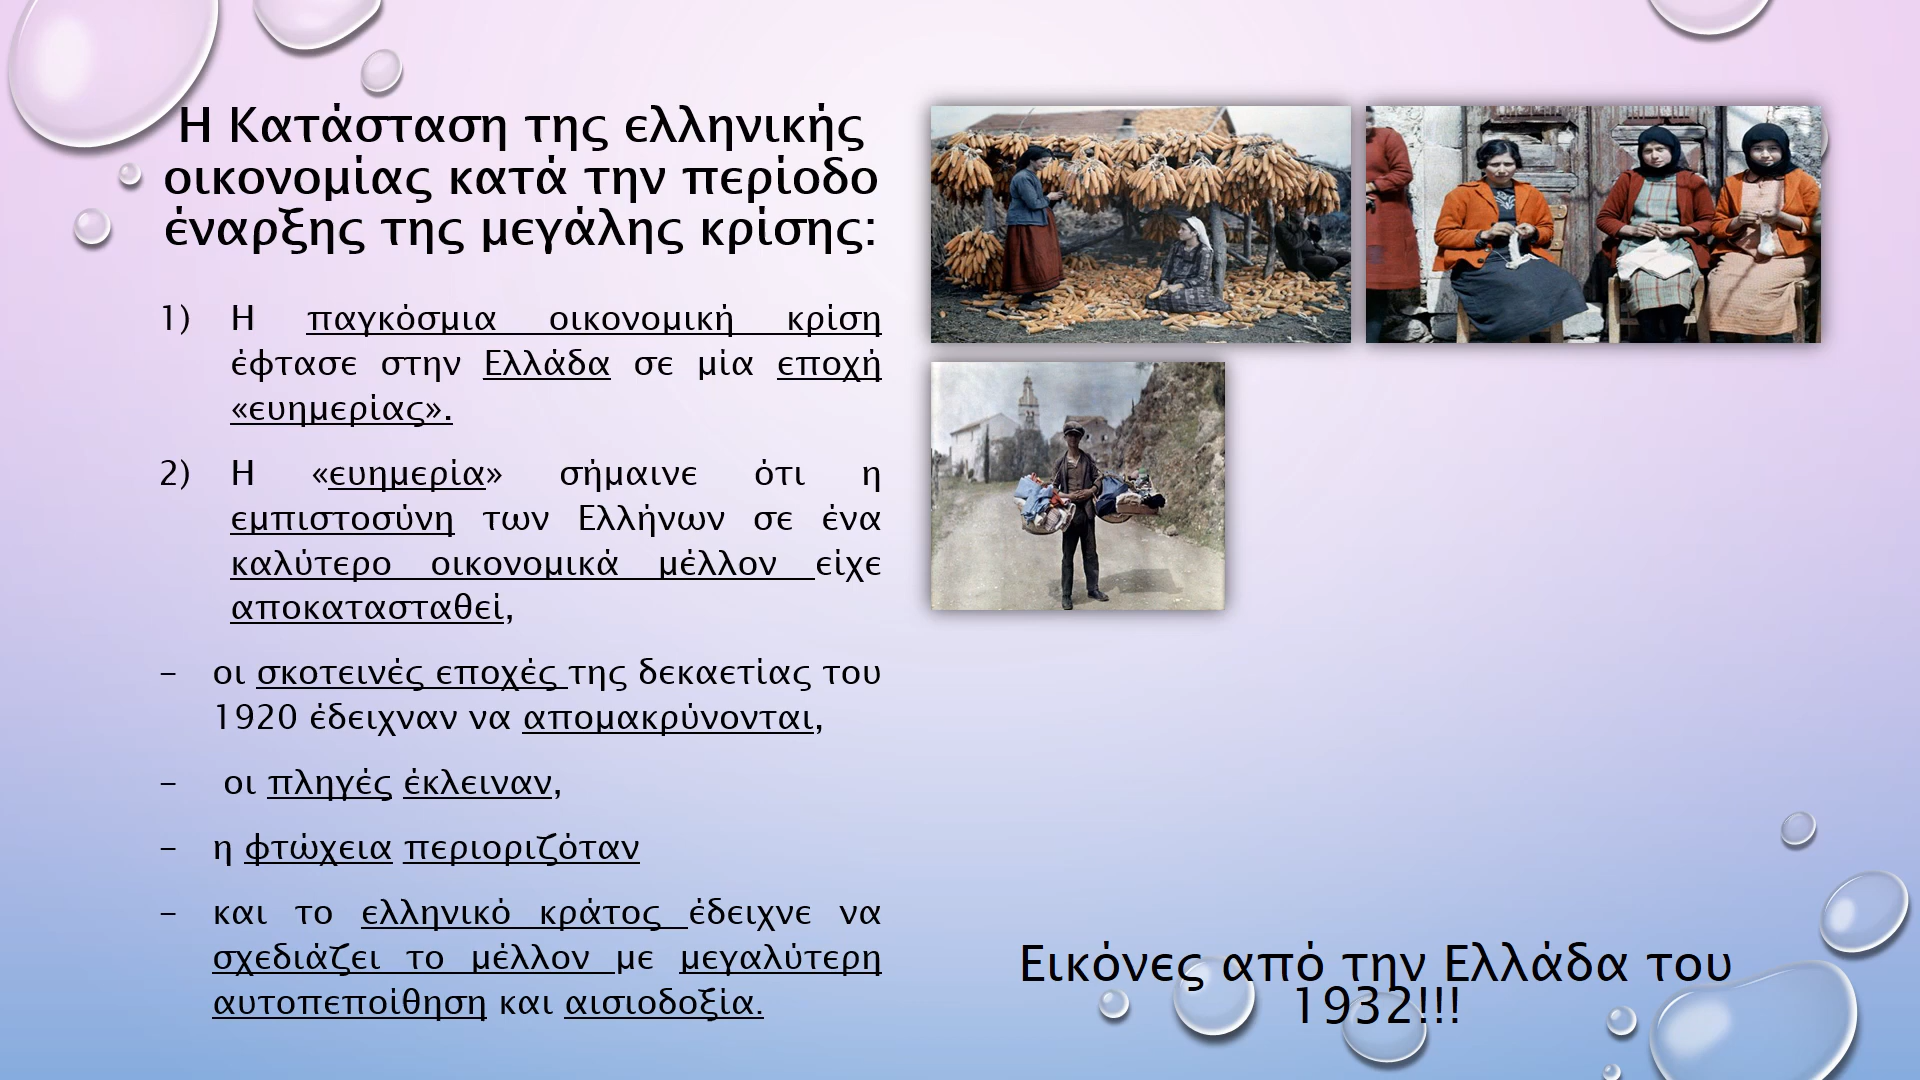 Η Κατάσταση της ελληνικής
οικονομίας κατά την περίοδο
έναρξης της μεγάλης κρίσης:
1) Η παγκόσμια οικονομική κρίση
έφτασε στην Ελλάδα σε μία εποχή
«ευημερίας».
2) Η «ευημερία» σήμαινε ότι η
εμπιστοσύνη των Ελλήνων σε ένα
καλύτερο οικονομικά μέλλον είχε
αποκατασταθεί,
– οι σκοτεινές εποχές της δεκαετίας του
1920 έδειχναν να απομακρύνονται,
– οι πληγές έκλειναν,
– η φτώχεια περιοριζόταν
– και το ελληνικό κράτος έδειχνε να
σχεδιάζει το μέλλον με μεγαλύτερη
αυτοπεποίθηση και αισιοδοξία.
Εικόνες από την Ελλάδα του
1932!!!